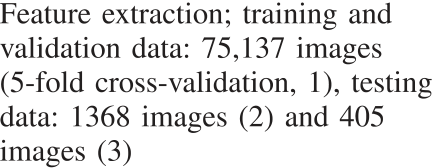 Feature extraction; training and
validation data: 75,137 images
(5-fold cross-validation, 1), testing
data: 1368 images (2) and 405
images (3)